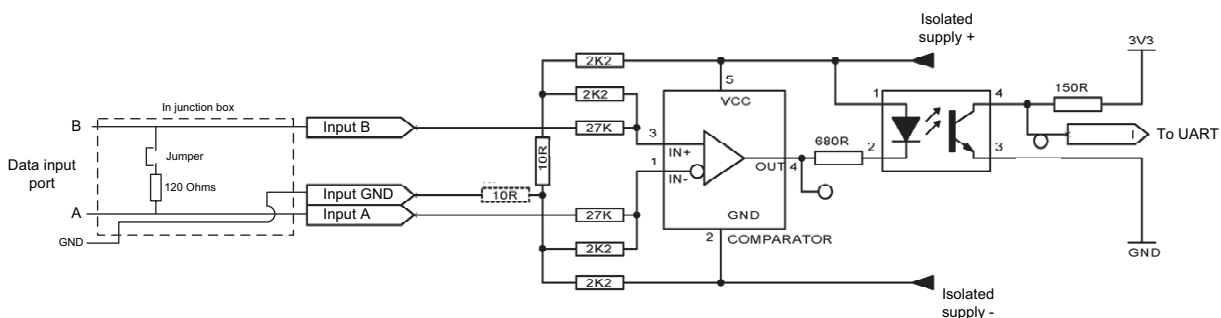 Isolated
supply +
3V3
2K2
5
VCC
1
4
150R
In junction box
2K2
B
Input B
27K
3
IN+
680R
I
To UART
Jumper
10R
1
IN-
OUT
4
2
3
Data input
port
120 Ohms
Input GND
10R
A
Input A
27K
GND
GND
2
COMPARATOR
2K2
GND
2K2
Isolated
supply -